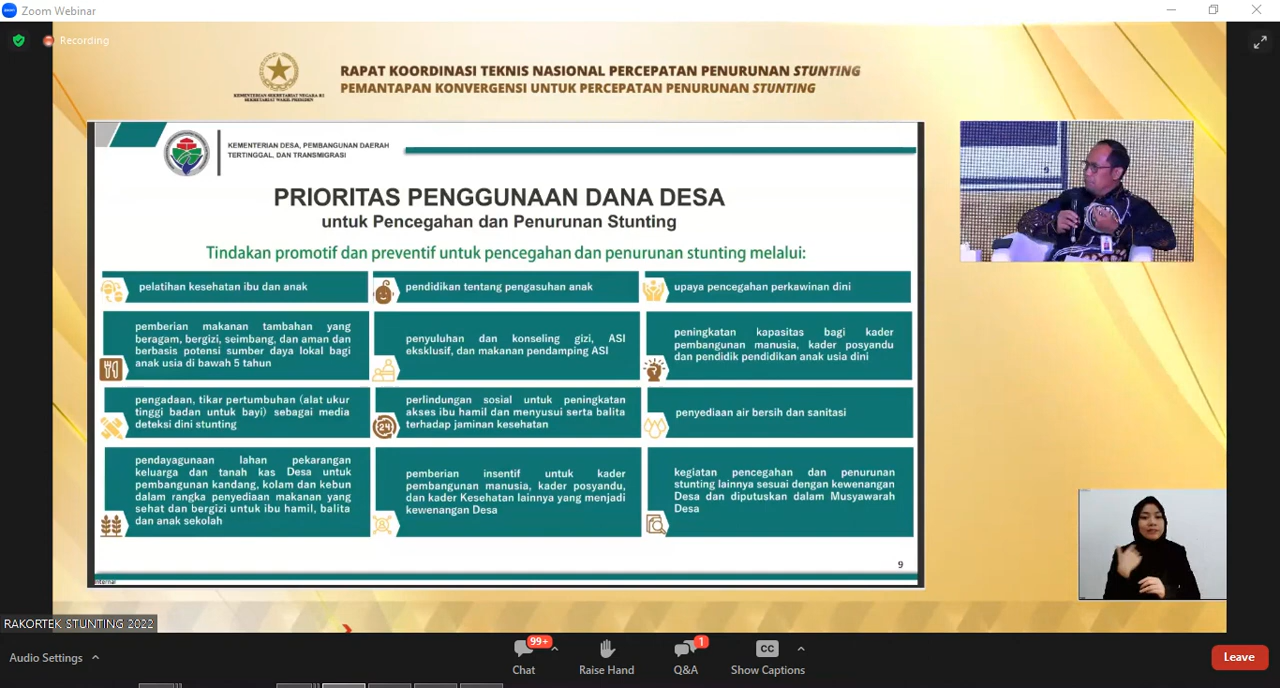 Zoom Webinar
Recording
KEMENTERIAN SEKRETARIAT NEGARA RI
SEKRETARIAT WAKIL PRESIDEN
RAPAT KOORDINASI TEKNIS NASIONAL PERCEPATAN PENURUNAN STUNTING
PEMANTAPAN KONVERGENSI UNTUK PERCEPATAN PENURUNAN STUNTING
KEMENTERIAN DESA, PEMBANGUNAN DAERAH
TERTINGGAL, DAN TRANSMIGRASI
PRIORITAS PENGGUNAAN DANA DESA
untuk Pencegahan dan Penurunan Stunting
Tindakan promotif dan preventif untuk pencegahan dan penurunan stunting melalui:
pelatihan kesehatan ibu dan anak
pendidikan tentang pengasuhan anak
upaya pencegahan perkawinan dini
pemberian makanan tambahan yang
beragam, bergizi, seimbang, dan aman dan
berbasis potensi sumber daya lokal bagi
anak usia di bawah 5 tahun
penyuluhan dan konseling gizi, ASI
eksklusif, dan makanan pendamping ASI
peningkatan kapasitas bagi kader
pembangunan manusia, kader posyandu
dan pendidik pendidikan anak usia dini
pengadaan, tikar pertumbuhan (alat ukur
tinggi badan untuk bayi) sebagai media
deteksi dini stunting
perlindungan sosial untuk peningkatan
akses ibu hamil dan menyusui serta balita
terhadap jaminan kesehatan
24
penyediaan air bersih dan sanitasi
pendayagunaan lahan pekarangan
keluarga dan tanah kas Desa untuk
pembangunan kandang, kolam dan kebun
dalam rangka penyediaan makanan yang
sehat dan bergizi untuk ibu hamil, balita
dan anak sekolah
pemberian insentif untuk kader
pembangunan manusia, kader posyandu,
dan kader Kesehatan lainnya yang menjadi
kewenangan Desa
kegiatan pencegahan dan penurunan
stunting lainnya sesuai dengan kewenangan
Desa dan diputuskan dalam Musyawarah
Desa
9
Internal
RAKORTEK STUNTING 2022
Audio Settings
99+
Chat
Raise Hand
1
Q&A
CC
Show Captions
Leave